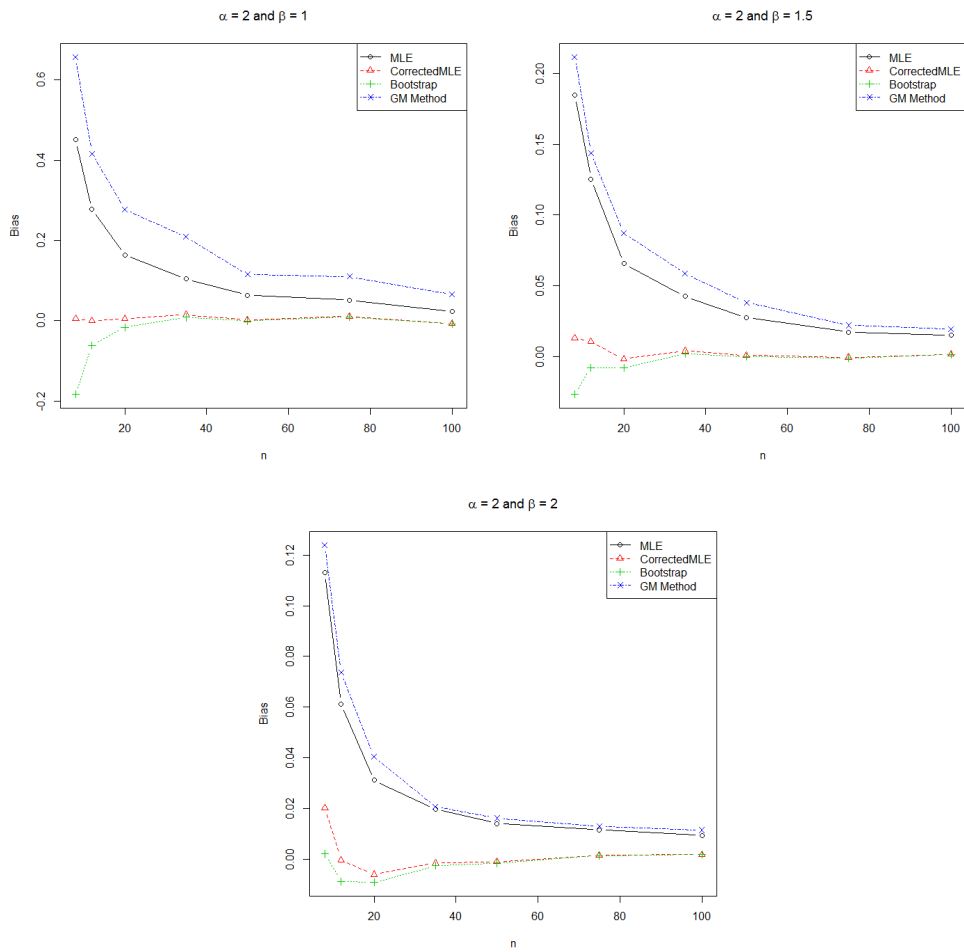 α = 2 and β = 1
MLE
CorrectedMLE
Bootstrap
GM Method
Bias
0.6
0.4
0.2
0.0
-0.2
20 40 60 80 100
n
α = 2 and β = 1.5
MLE
CorrectedMLE
Bootstrap
GM Method
Bias
0.20
0.15
0.10
0.05
0.00
20 40 60 80 100
n
α = 2 and β = 2
MLE
CorrectedMLE
Bootstrap
GM Method
Bias
0.12
0.10
0.08
0.06
0.04
0.02
0.00
20 40 60 80 100
n